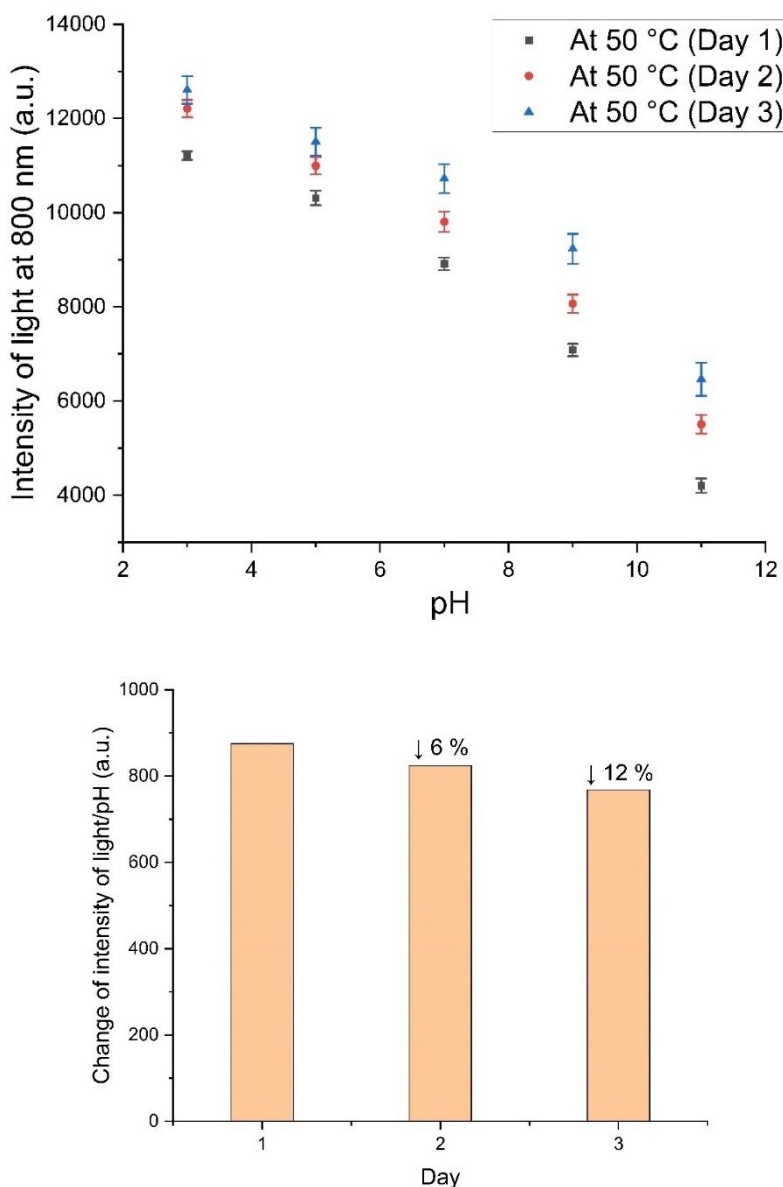 14000
12000
10000
8000
6000
4000
Intensity of light at 800 nm (a.u.)
At 50 °C (Day 1)
At 50 °C (Day 2)
At 50 °C (Day 3)
2
4
6
8
10
12
pH
1000
800
600
400
200
0
Change of intensity of light/pH (a.u.)
↓ 6 %
↓ 12 %
1
2
3
Day